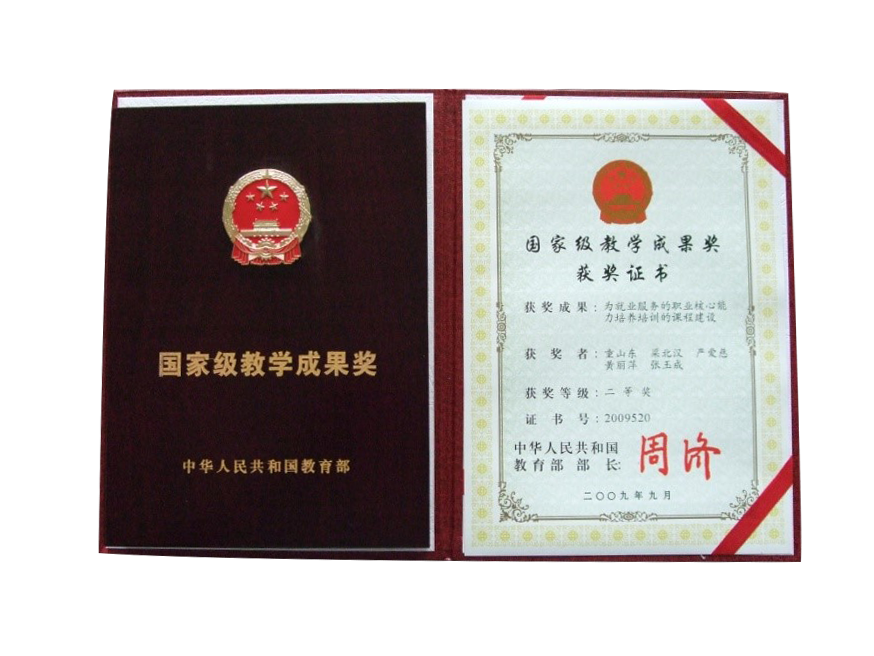 国家级教学成果奖
中华人民共和国教育部
国家级教学成果奖
获奖证书
获奖成果：为就业服务的职业核心能
力培养培训的课程建设
获奖者：童山东 梁北汉 严爱慈
黄丽萍 张玉成
获奖等级：二等奖
证书号：2009520
中华人民共和国
教育部部长：周济
二〇〇九年九月